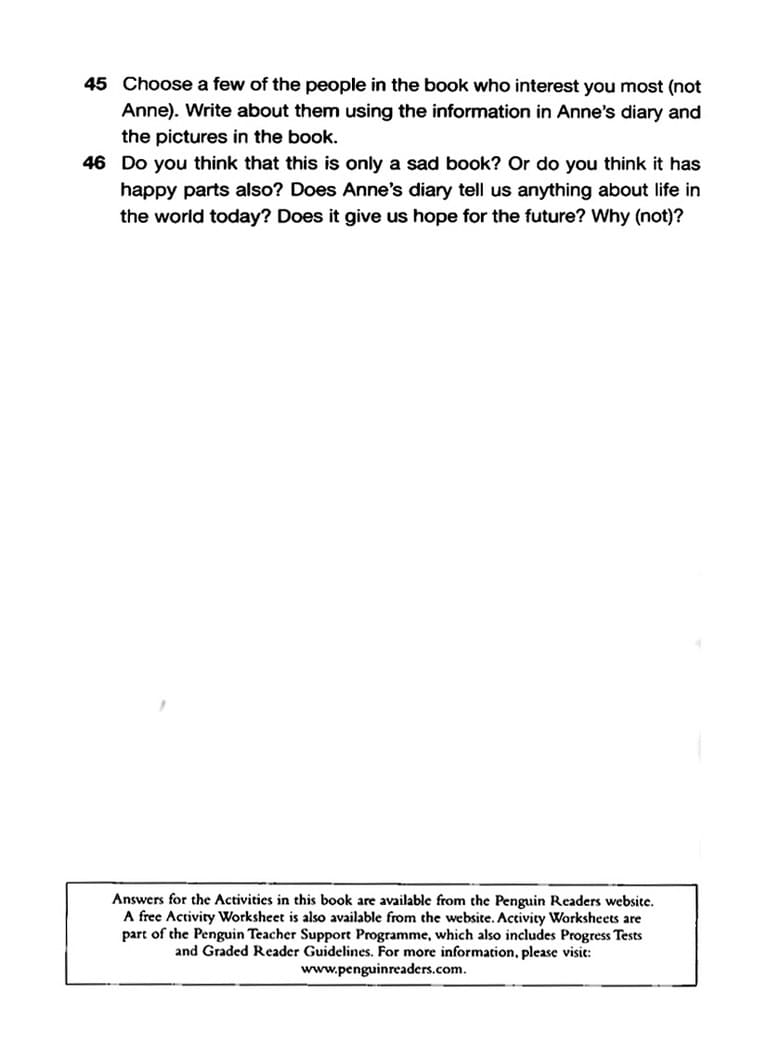 45 Choose a few of the people in the book who interest you most (not
Anne). Write about them using the information in Anne's diary and
the pictures in the book.
46 Do you think that this is only a sad book? Or do you think it has
happy parts also? Does Anne's diary tell us anything about life in
the world today? Does it give us hope for the future? Why (not)?
Answers for the Activities in this book are available from the Penguin Readers website.
A free Activity Worksheet is also available from the website. Activity Worksheets are
part of the Penguin Teacher Support Programme, which also includes Progress Tests
and Graded Reader Guidelines. For more information, please visit:
www.penguinreaders.com.